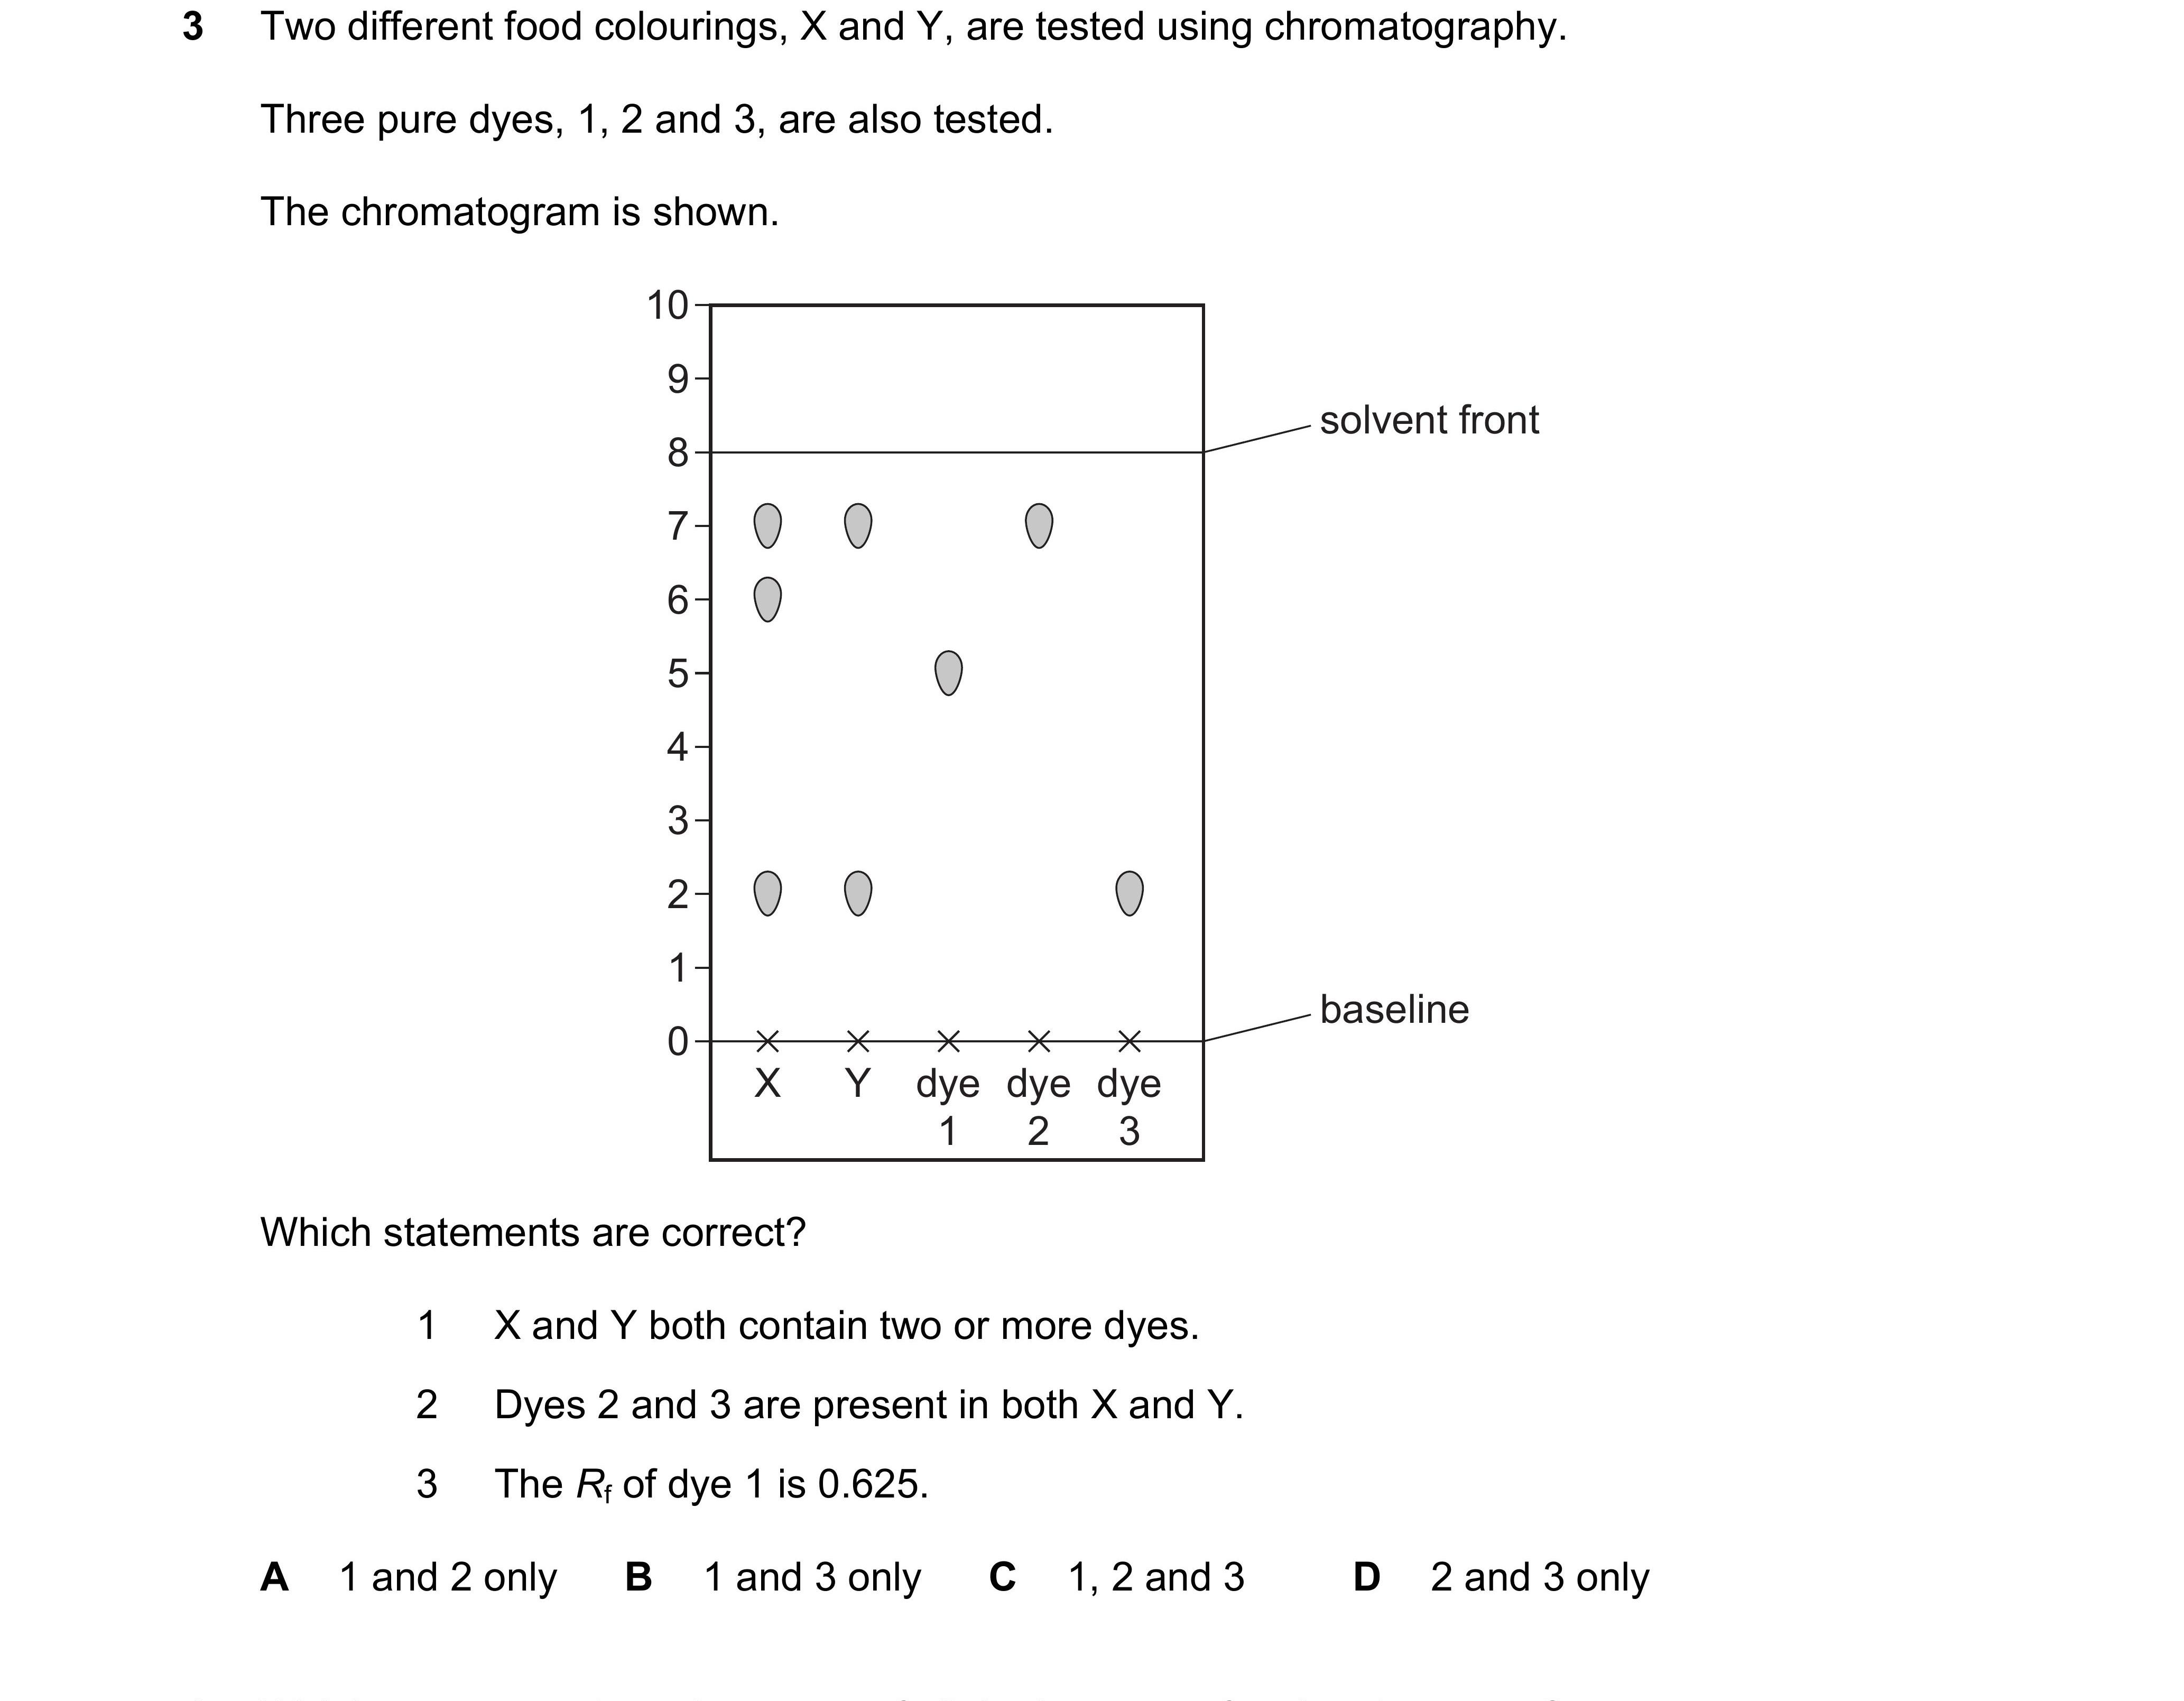 3 Two different food colourings, X and Y, are tested using chromatography.
Three pure dyes, 1, 2 and 3, are also tested.
The chromatogram is shown.
10
9
8
7
6
5
4
3
2
1
0
solvent front
baseline
X Y dye dye dye
1 2 3
Which statements are correct?
1 X and Y both contain two or more dyes.
2 Dyes 2 and 3 are present in both X and Y.
3 The Rf of dye 1 is 0.625.
A 1 and 2 only B 1 and 3 only C 1, 2 and 3 D 2 and 3 only